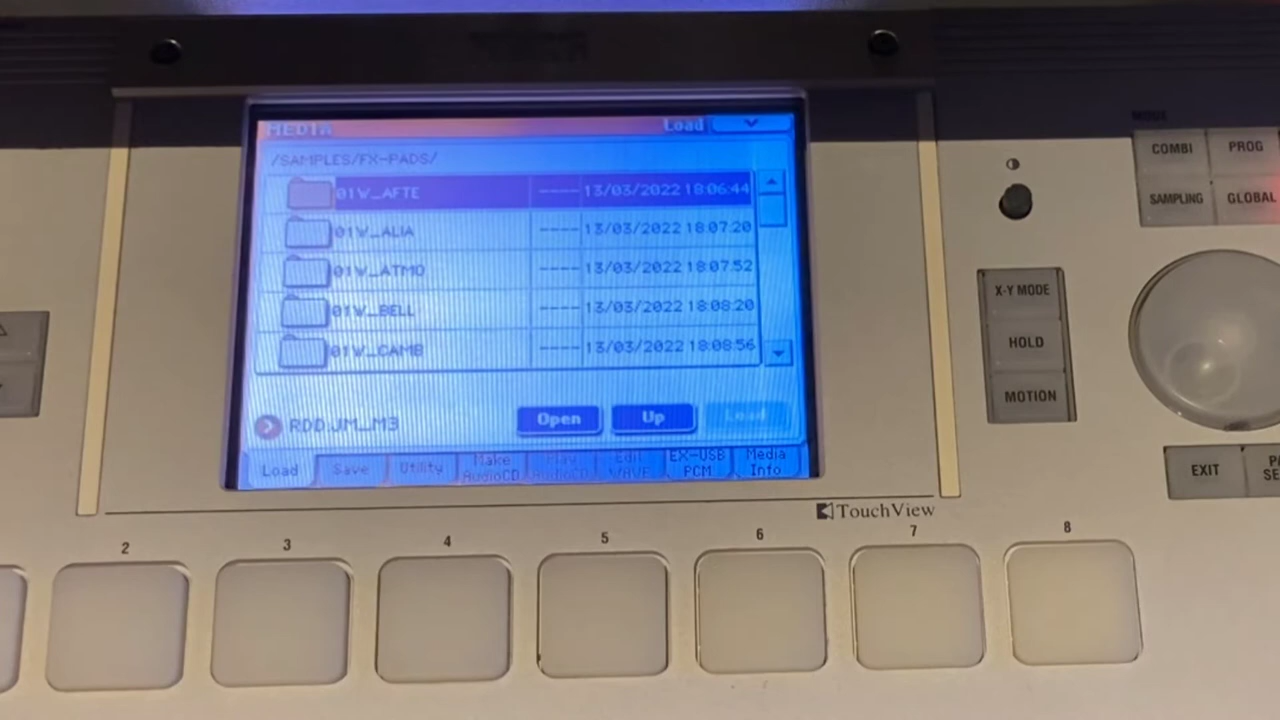 MEDIA Load
/SAMPLES/FX-PADS/
01W_AFTE ---- 13/03/2022 18:06:44
01W_ALIA ---- 13/03/2022 18:07:20
01W_ATMO ---- 13/03/2022 18:07:52
01W_BELL ---- 13/03/2022 18:08:20
01W_CAMB ---- 13/03/2022 18:08:56
RDD:JM_M3 Open Up Load
Load Save Utility Make AudioCD Play AudioCD Edit WAVE EX-USB PCM Media Info
TouchView
2 3 4 5 6 7 8
COMBI PROG
SAMPLING GLOBAL
X-Y MODE
HOLD
MOTION
EXIT